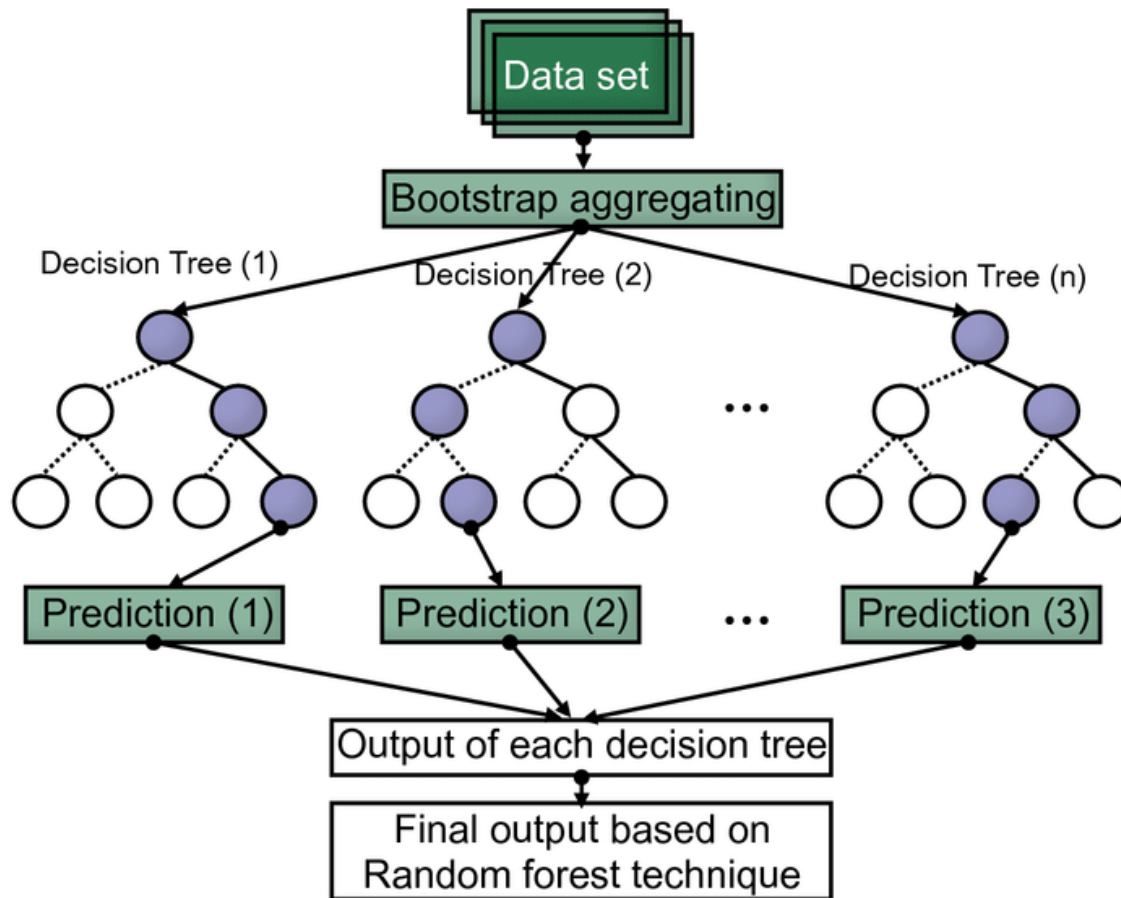 Data set
Bootstrap aggregating
Decision Tree (1)
Decision Tree (2)
Decision Tree (n)
...
Prediction (1)
Prediction (2)
...
Prediction (3)
Output of each decision tree
Final output based on
Random forest technique